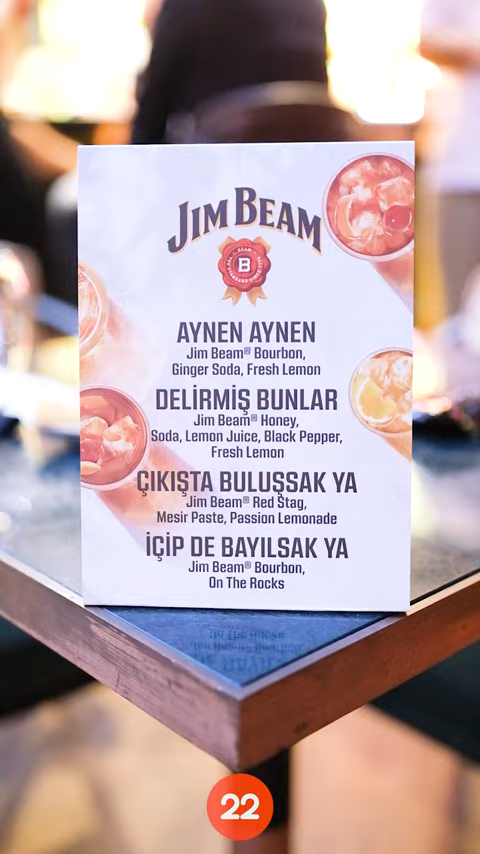 JIM BEAM
B
AYNEN AYNEN
Jim Beam® Bourbon,
Ginger Soda, Fresh Lemon
DELİRMİŞ BUNLAR
Jim Beam® Honey,
Soda, Lemon Juice, Black Pepper,
Fresh Lemon
ÇIKIŞTA BULUŞSAK YA
Jim Beam® Red Stag,
Mesir Paste, Passion Lemonade
İÇİP DE BAYILSAK YA
Jim Beam® Bourbon,
On The Rocks
22